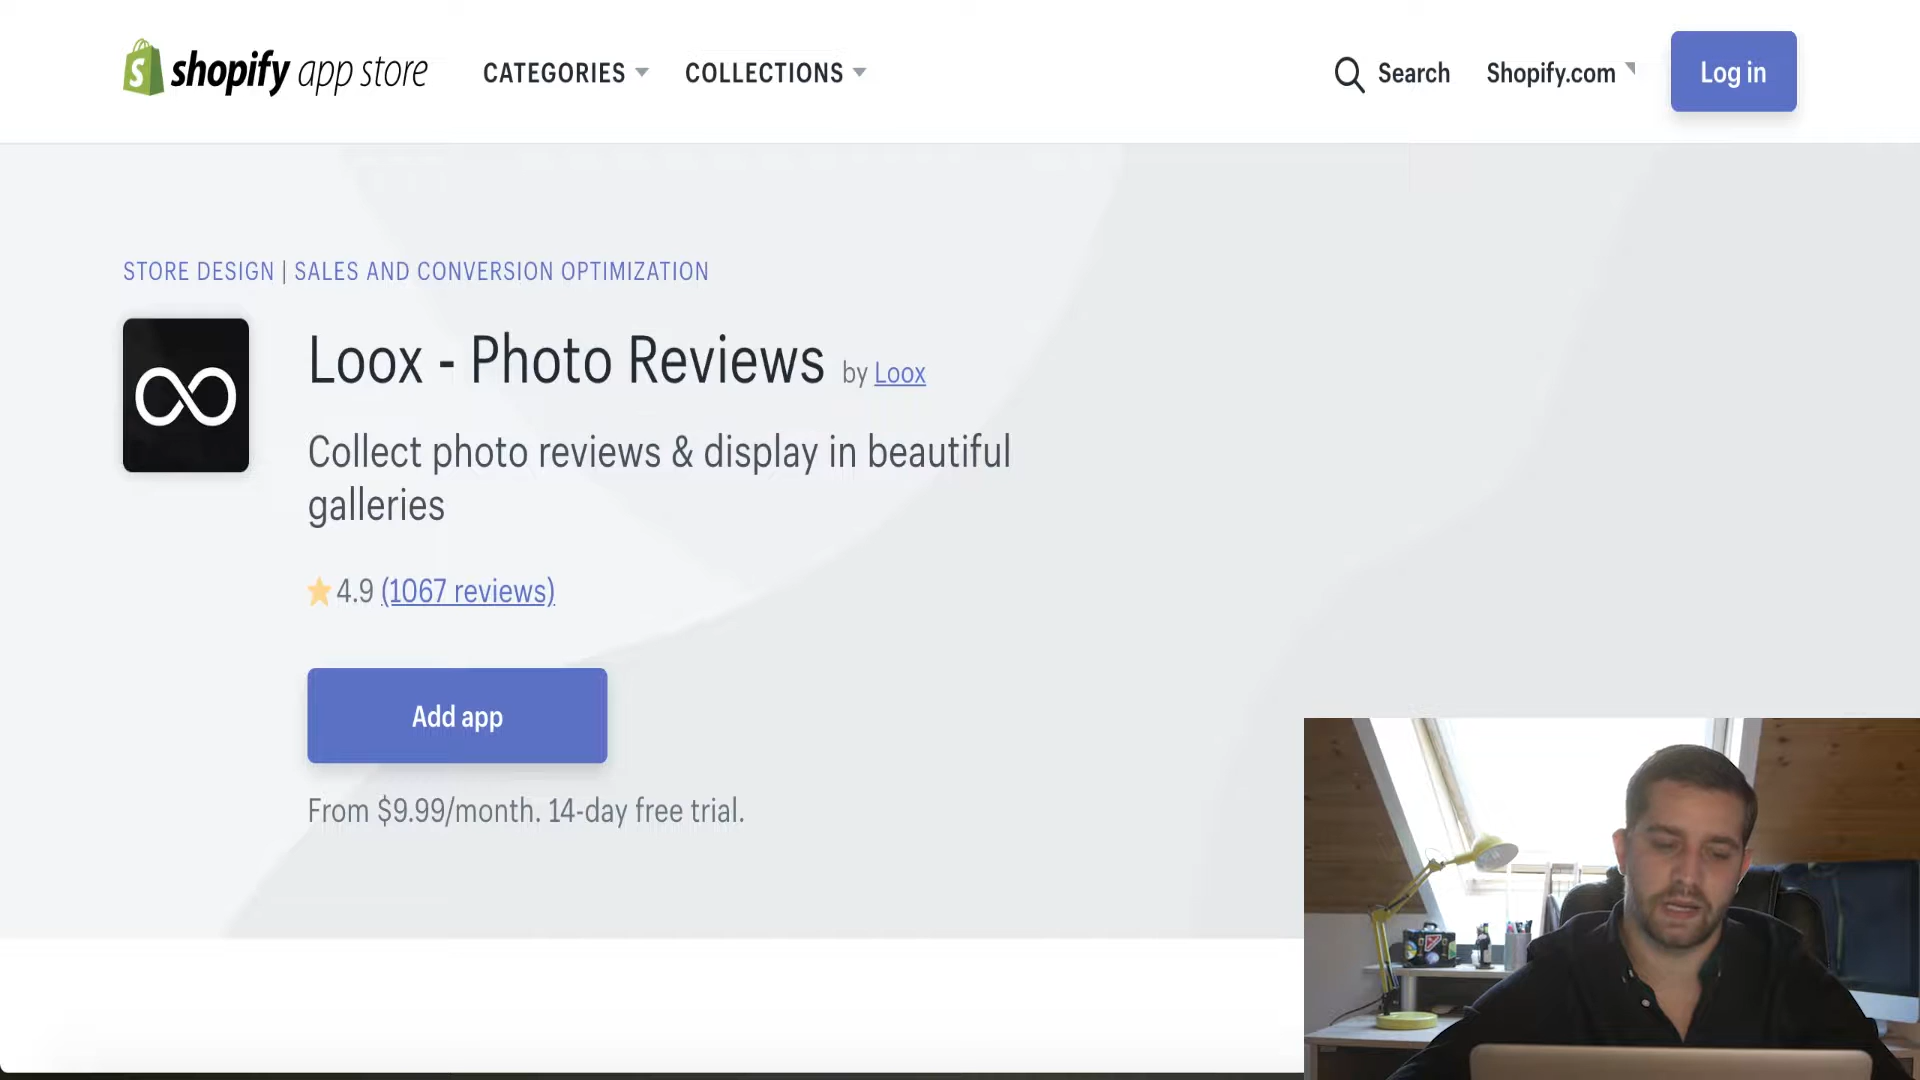 shopify app store
CATEGORIES
COLLECTIONS
Search
Shopify.com
Log in
STORE DESIGN | SALES AND CONVERSION OPTIMIZATION
Loox - Photo Reviews by Loox
Collect photo reviews & display in beautiful
galleries
4.9 (1067 reviews)
Add app
From $9.99/month. 14-day free trial.